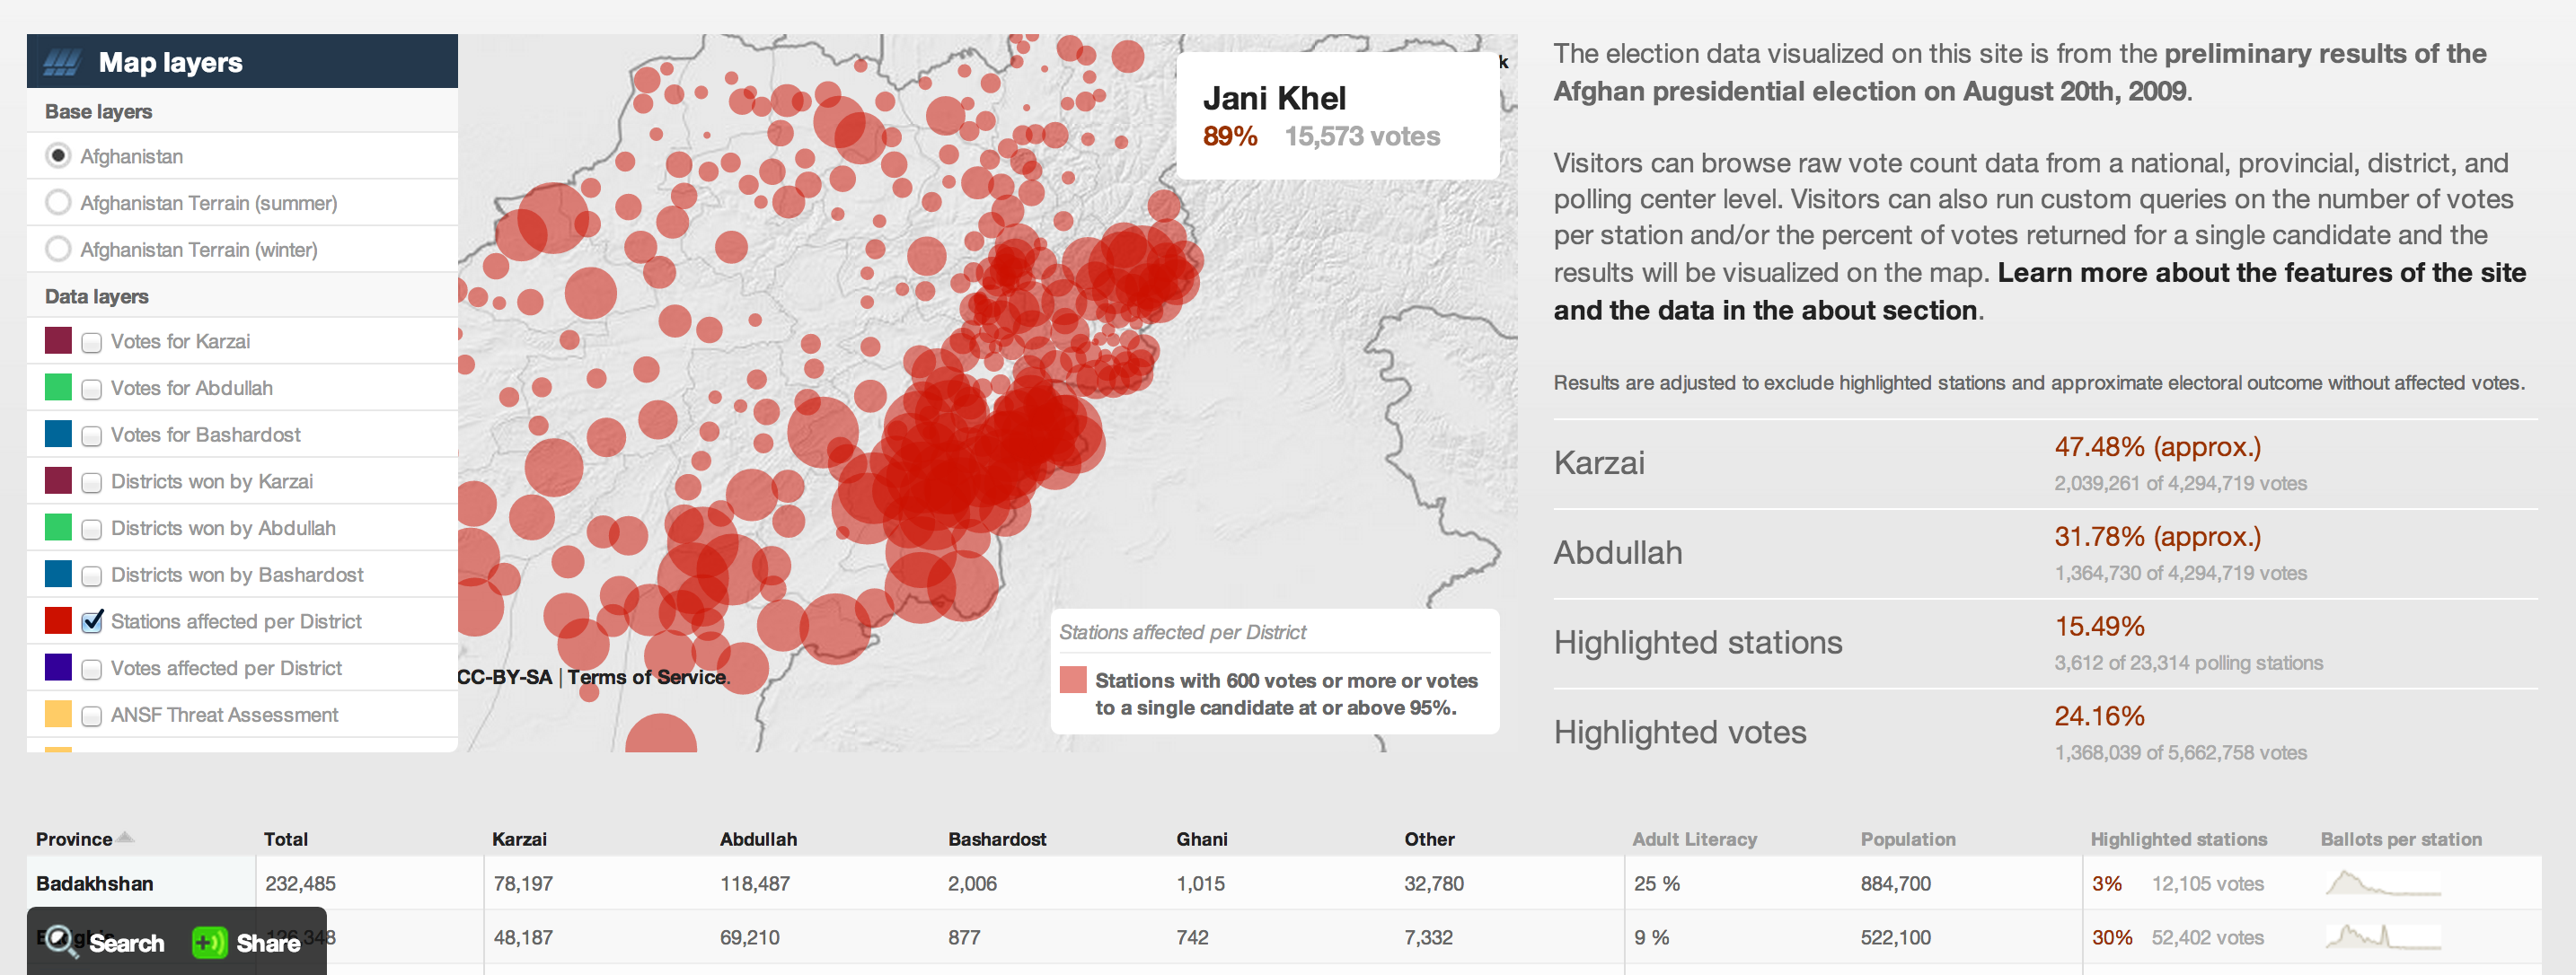 Map layers
Base layers
Afghanistan
Afghanistan Terrain (summer)
Afghanistan Terrain (winter)
Data layers
Votes for Karzai
Votes for Abdullah
Votes for Bashardost
Districts won by Karzai
Districts won by Abdullah
Districts won by Bashardost
Stations affected per District
Votes affected per District
ANSF Threat Assessment
k
Jani Khel
89% 15,573 votes
CC-BY-SA | Terms of Service.
Stations affected per District
Stations with 600 votes or more or votes
to a single candidate at or above 95%.
The election data visualized on this site is from the preliminary results of the
Afghan presidential election on August 20th, 2009.
Visitors can browse raw vote count data from a national, provincial, district, and
polling center level. Visitors can also run custom queries on the number of votes
per station and/or the percent of votes returned for a single candidate and the
results will be visualized on the map. Learn more about the features of the site
and the data in the about section.
Results are adjusted to exclude highlighted stations and approximate electoral outcome without affected votes.
Karzai 47.48% (approx.)
2,039,261 of 4,294,719 votes
Abdullah 31.78% (approx.)
1,364,730 of 4,294,719 votes
Highlighted stations 15.49%
3,612 of 23,314 polling stations
Highlighted votes 24.16%
1,368,039 of 5,662,758 votes
Province Total Karzai Abdullah Bashardost Ghani Other Adult Literacy Population Highlighted stations Ballots per station
Badakhshan 232,485 78,197 118,487 2,006 1,015 32,780 25 % 884,700 3% 12,105 votes
126,348 48,187 69,210 877 742 7,332 9 % 522,100 30% 52,402 votes
Search Share